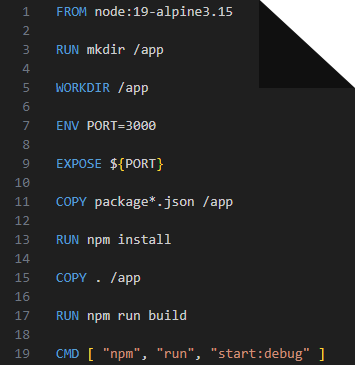 1 FROM node:19-alpine3.15
2
3 RUN mkdir /app
4
5 WORKDIR /app
6
7 ENV PORT=3000
8
9 EXPOSE ${PORT}
10
11 COPY package*.json /app
12
13 RUN npm install
14
15 COPY . /app
16
17 RUN npm run build
18
19 CMD [ "npm", "run", "start:debug" ]